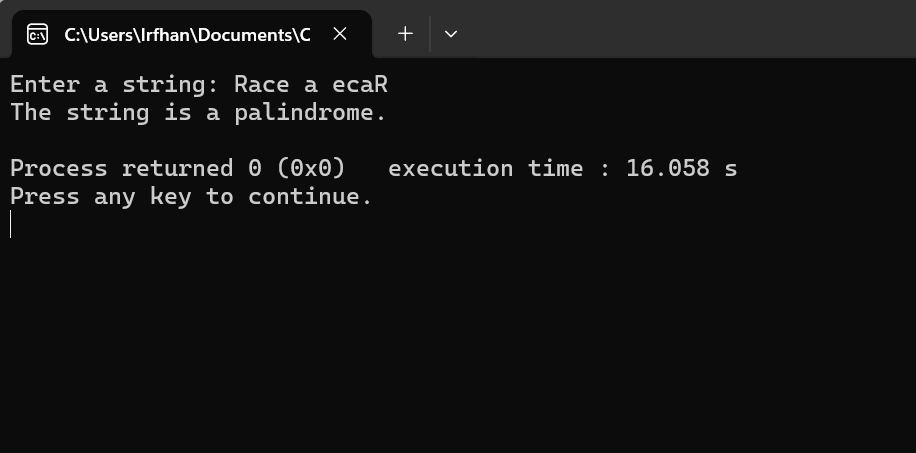 C:\Users\Irfhan\Documents\C
Enter a string: Race a ecaR
The string is a palindrome.
Process returned 0 (0x0)   execution time : 16.058 s
Press any key to continue.